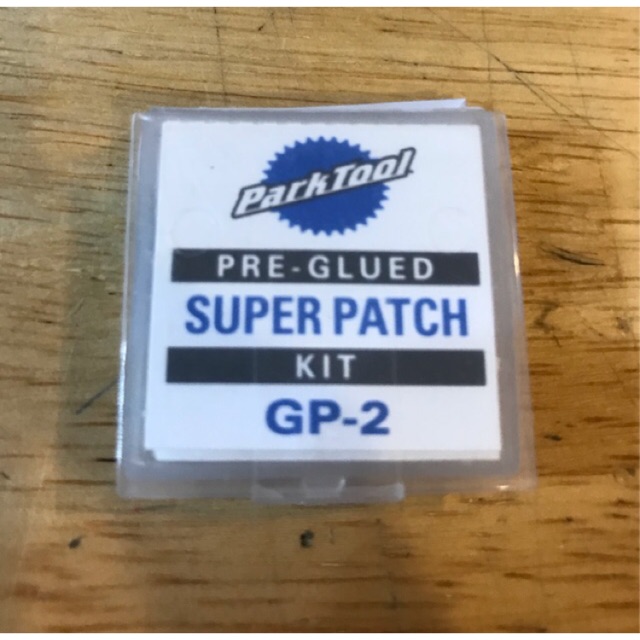 ParkTool
PRE-GLUED
SUPER PATCH
KIT
GP-2